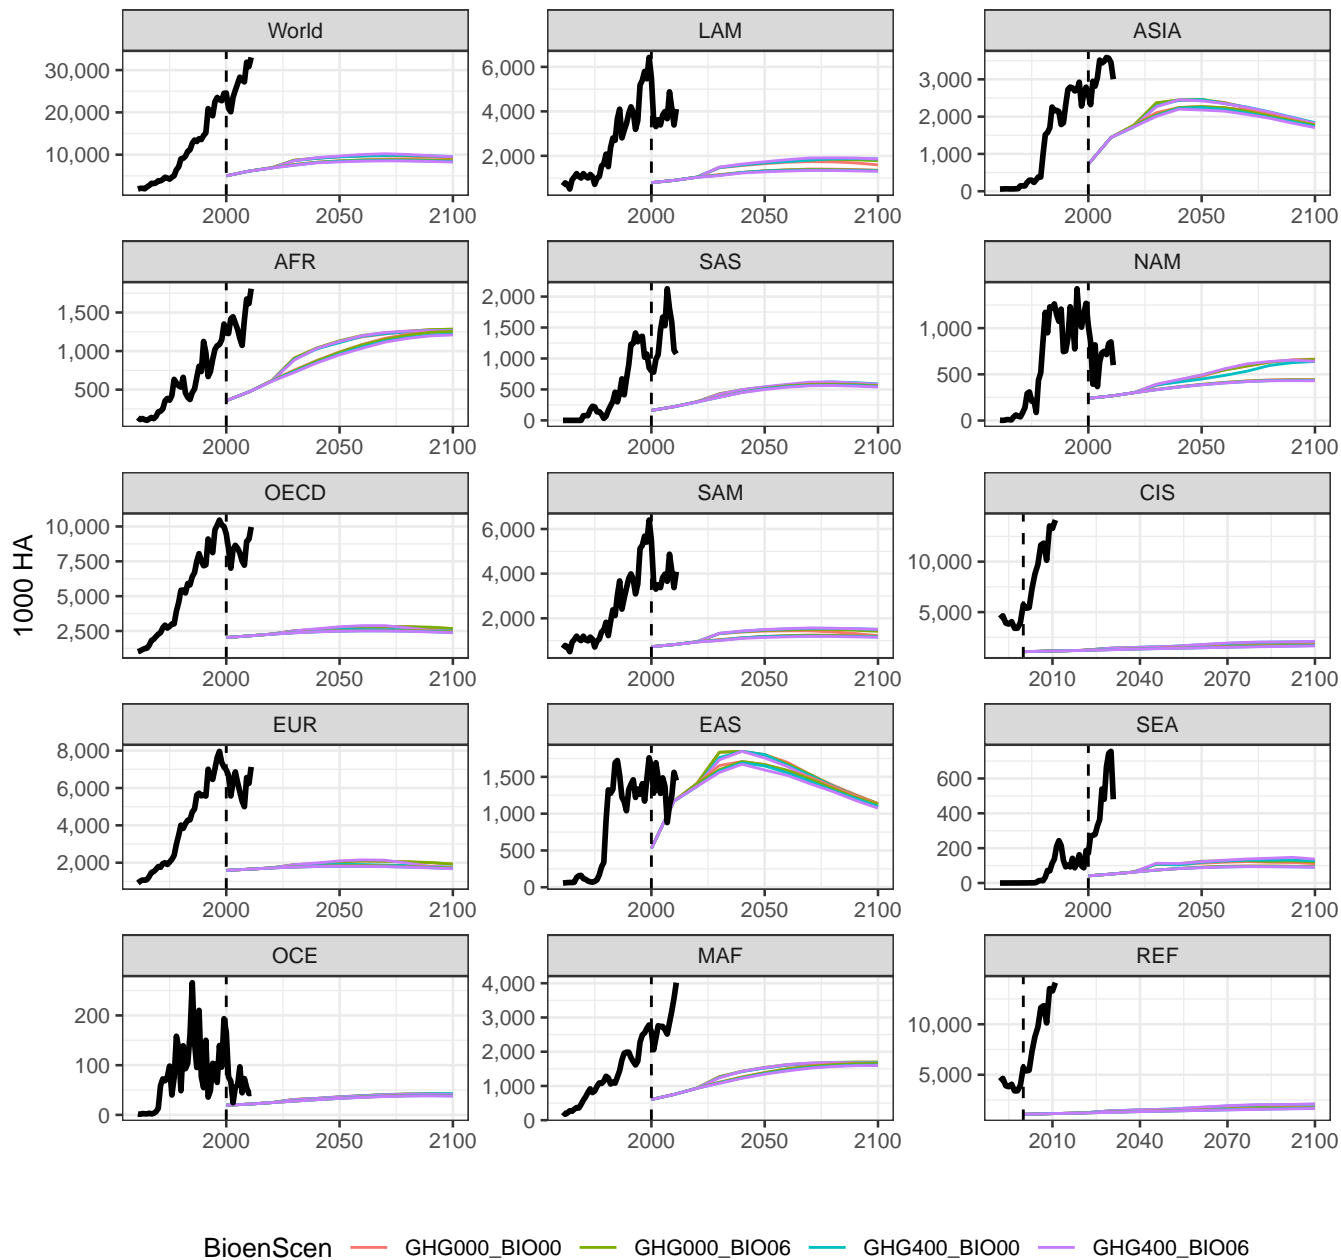 World LAM ASIA
30,000
20,000
10,000
2000 2050 2100
6,000
4,000
2,000
2000 2050 2100
3,000
2,000
1,000
0
2000 2050 2100
AFR SAS NAM
1,500
1,000
500
2000 2050 2100
2,000
1,500
1,000
500
0
2000 2050 2100
1,000
500
0
2000 2050 2100
1000 HA
OECD SAM CIS
10,000
7,500
5,000
2,500
2000 2050 2100
6,000
4,000
2,000
2000 2050 2100
10,000
5,000
2010 2040 2070 2100
EUR EAS SEA
8,000
6,000
4,000
2,000
2000 2050 2100
1,500
1,000
500
0
2000 2050 2100
600
400
200
0
2000 2050 2100
OCE MAF REF
200
100
0
2000 2050 2100
4,000
3,000
2,000
1,000
0
2000 2050 2100
10,000
5,000
2010 2040 2070 2100
BioenScen GHG000_BIO00 GHG000_BIO06 GHG400_BIO00 GHG400_BIO06